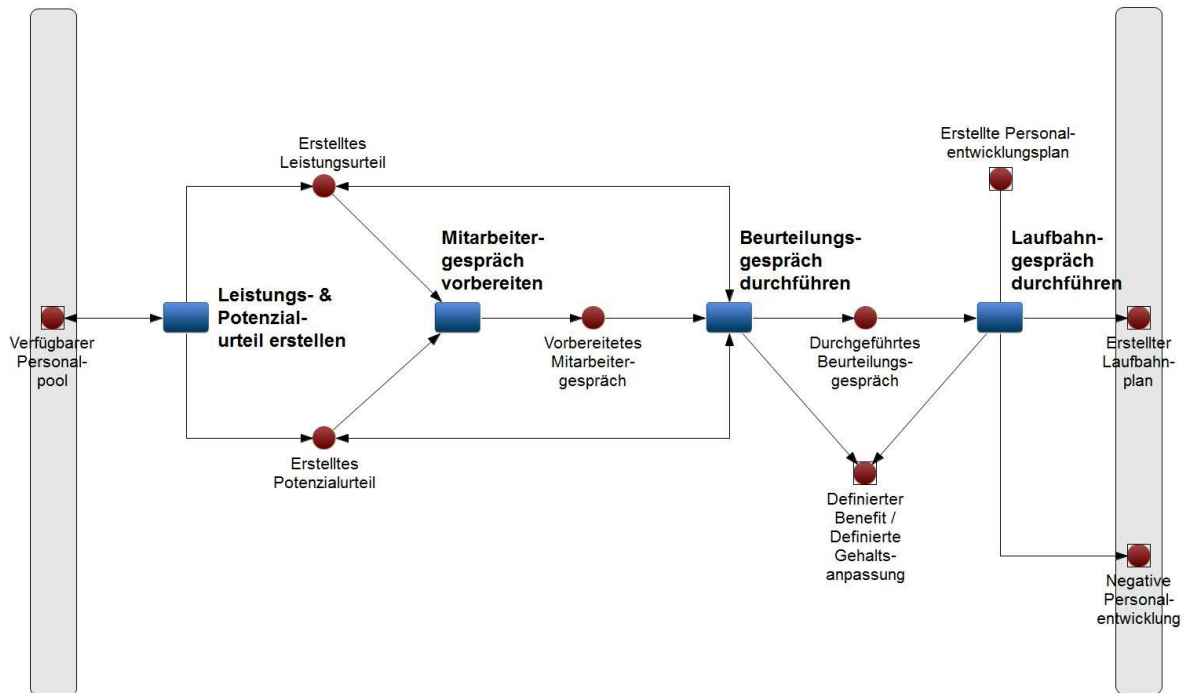 Verfügbarer
Personal-
pool
Leistungs- &
Potenzial-
urteil erstellen
Erstelltes
Leistungsurteil
Erstelltes
Potenzialurteil
Mitarbeiter-
gespräch
vorbereiten
Vorbereitetes
Mitarbeiter-
gespräch
Beurteilungs-
gespräch
durchführen
Durchgeführtes
Beurteilungs-
gespräch
Definierter
Benefit /
Definierte
Gehalts-
anpassung
Erstellte Personal-
entwicklungsplan
Laufbahn-
gespräch
durchführen
Erstellter
Laufbahn-
plan
Negative
Personal-
entwicklung